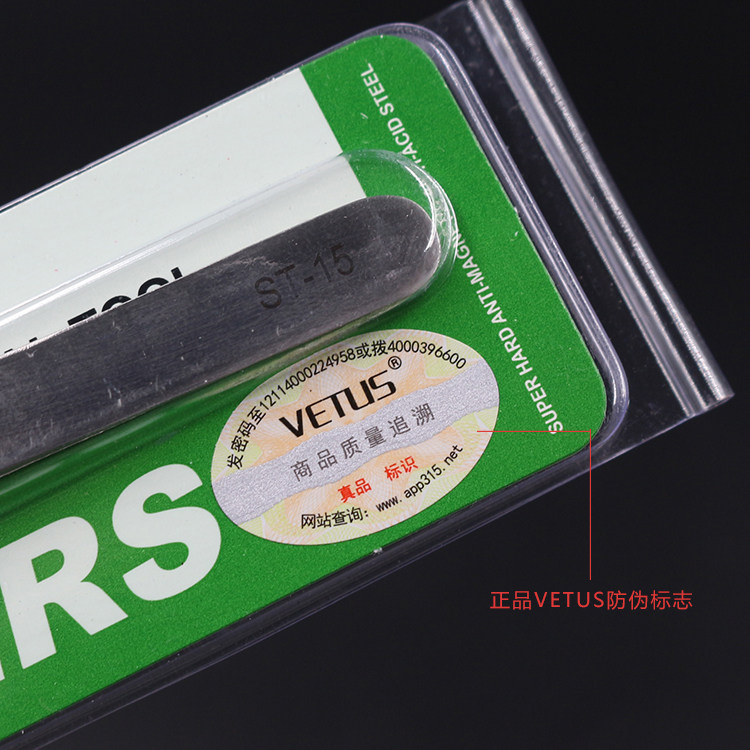 SUPER HARD ANTI-MAGN
I-ACID STEEL
ST-15
发密码至12114000224958或拨4000396600
VETUS®
商品质量追溯
真品 标识
网站查询：www.app315.net
RS
正品VETUS防伪标志